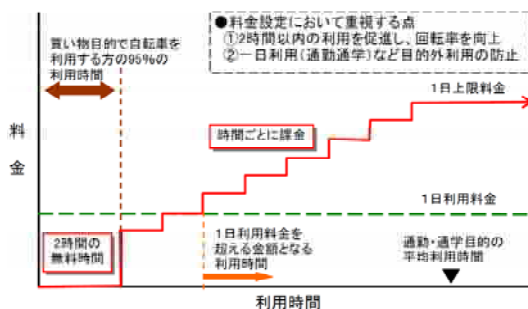 ●料金設定において重視する点
①2時間以内の利用を促進し、回転率を向上
②一日利用(通勤通学)など目的外利用の防止
買い物目的で自転車を
利用する方の95%の
利用時間
1日上限料金
料金
時間ごとに課金
1日利用料金
2時間の
無料時間
1日利用料金を
超える金額となる
利用時間
通勤・通学目的の
平均利用時間
利用時間